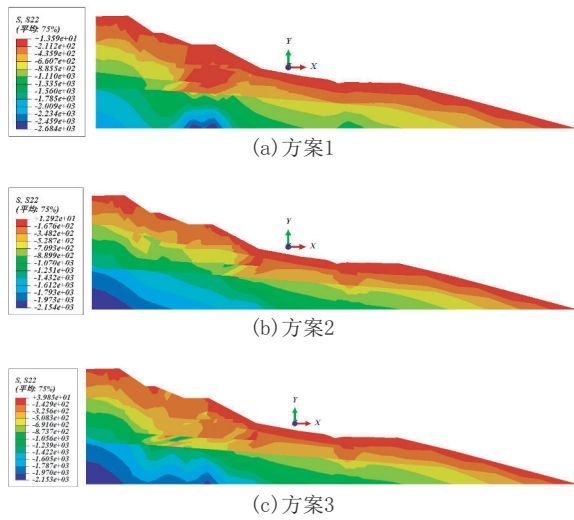 S, S22
(平均: 75%)
+1.359e+01
-2.112e+02
-4.359e+02
-6.607e+02
-8.855e+02
-1.110e+03
-1.335e+03
-1.560e+03
-1.785e+03
-2.009e+03
-2.234e+03
-2.459e+03
-2.684e+03
Y
X
(a)方案1
S, S22
(平均: 75%)
+1.292e+01
-1.676e+02
-3.482e+02
-5.287e+02
-7.093e+02
-8.899e+02
-1.070e+03
-1.251e+03
-1.432e+03
-1.612e+03
-1.793e+03
-1.973e+03
-2.154e+03
Y
X
(b)方案2
S, S22
(平均: 75%)
+3.985e+01
-1.429e+02
-3.256e+02
-5.083e+02
-6.910e+02
-8.737e+02
-1.056e+03
-1.239e+03
-1.422e+03
-1.605e+03
-1.787e+03
-1.970e+03
-2.153e+03
Y
X
(c)方案3